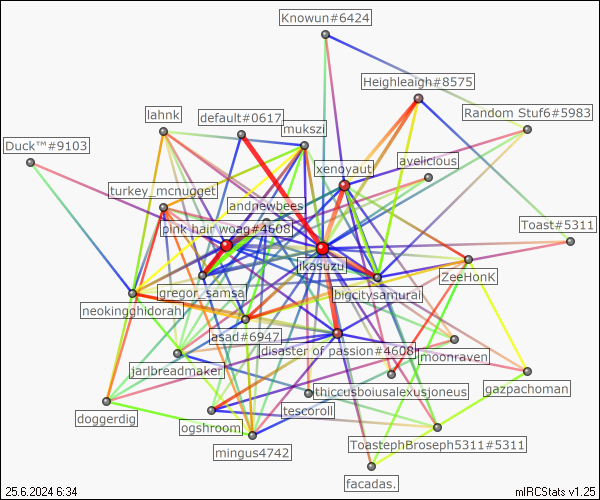 Knowun#6424
Heighleaigh#8575
lahnk
default#0617
Random Stuf6#5983
mukszi
Duck™#9103
avelicious
xenoyaut
turkey_mcnugget
andnewbees
Toast#5311
pink hair woag#4608
ikasuzu
ZeeHonK
gregor_samsa
bigcitysamurai
neokingghidorah
asad#6947
disaster of passion#4608
moonraven
jarlbreadmaker
gazpachoman
thiccusboiusalexusjoneus
tescoroll
doggerdig
ogshroom
ToastephBroseph5311#5311
mingus4742
facadas.
25.6.2024 6:34
mIRCStats v1.25